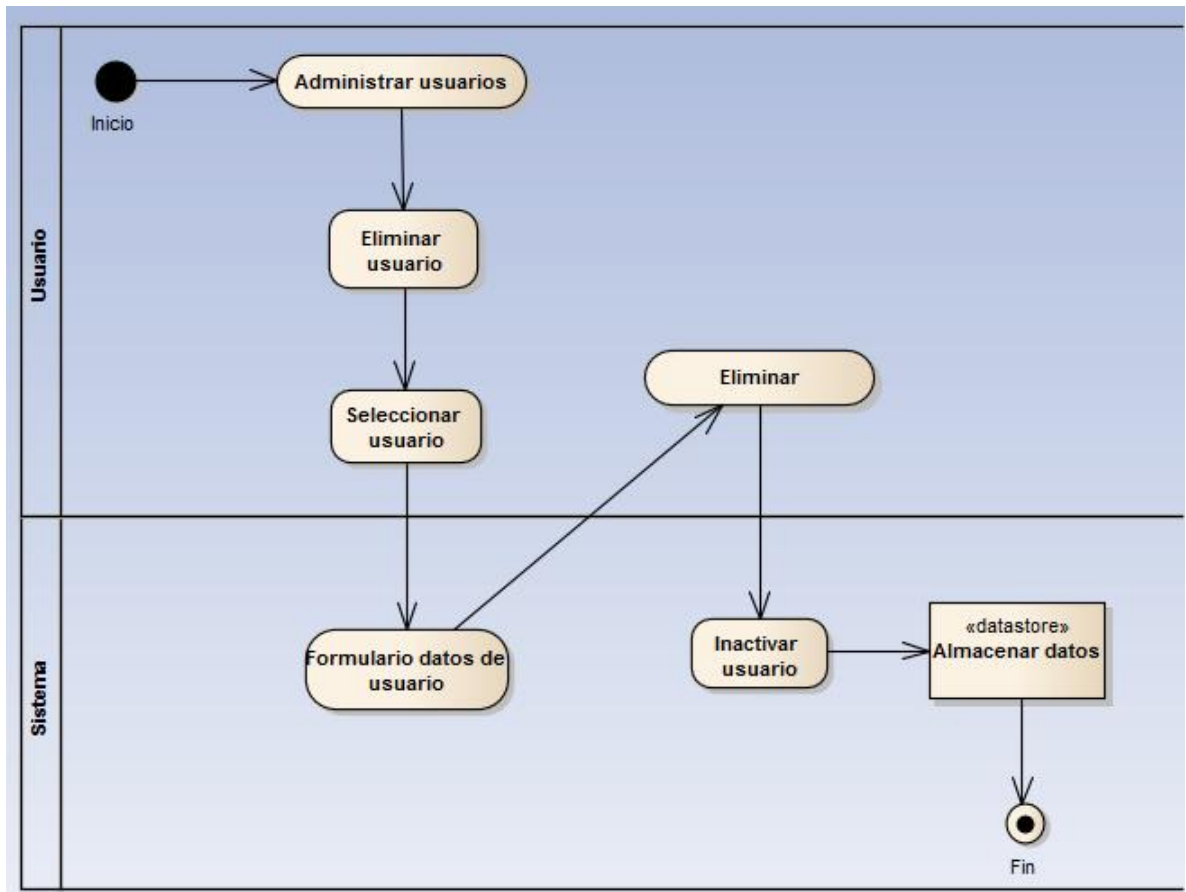 Usuario
Inicio
Administrar usuarios
Eliminar
usuario
Seleccionar
usuario
Eliminar
Sistema
Formulario datos de
usuario
Inactivar
usuario
«datastore»
Almacenar datos
Fin